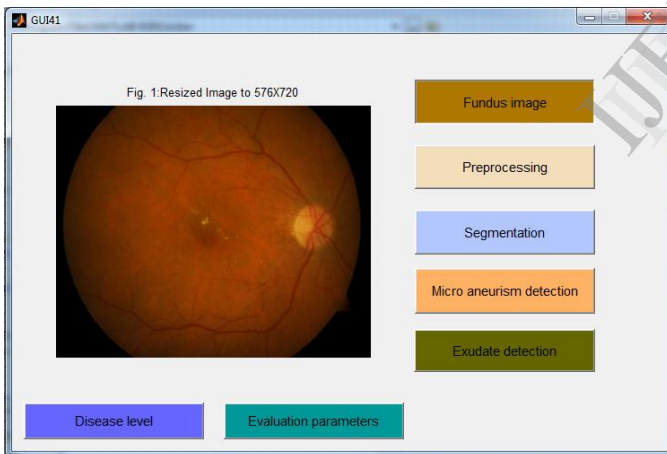 GUI41
Fig. 1:Resized Image to 576X720
Fundus image
Preprocessing
Segmentation
Micro aneurism detection
Exudate detection
Disease level
Evaluation parameters